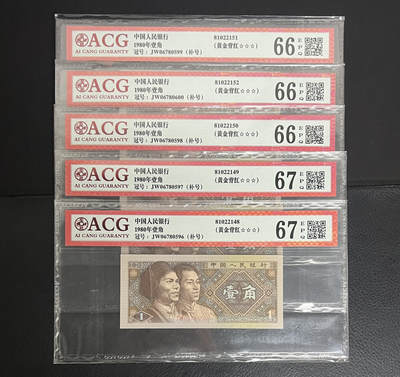 ACG
AI CANG GUARANTY
中国人民银行
1980年壹角
冠号：JW06780599（补号）
81022151
（黄金背红☆☆☆）
66 EPQ
ACG
AI CANG GUARANTY
中国人民银行
1980年壹角
冠号：JW06780600（补号）
81022152
（黄金背红☆☆☆）
66 EPQ
ACG
AI CANG GUARANTY
中国人民银行
1980年壹角
冠号：JW06780598（补号）
81022150
（黄金背红☆☆☆）
66 EPQ
ACG
AI CANG GUARANTY
中国人民银行
1980年壹角
冠号：JW06780597（补号）
81022149
（黄金背红☆☆☆）
67 EPQ
ACG
AI CANG GUARANTY
中国人民银行
1980年壹角
冠号：JW06780596（补号）
81022148
（黄金背红☆☆☆）
67 EPQ
中国人民银行
壹角
1
1